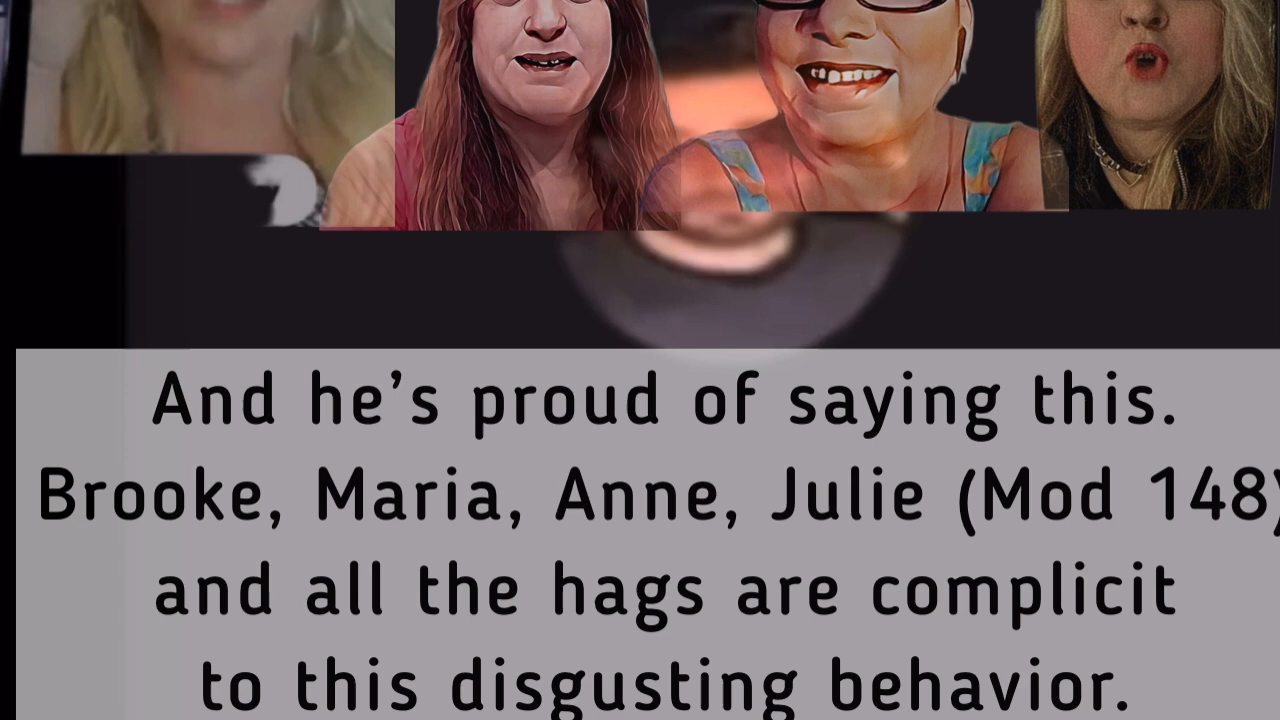 And he’s proud of saying this.
Brooke, Maria, Anne, Julie (Mod 148)
and all the hags are complicit
to this disgusting behavior.